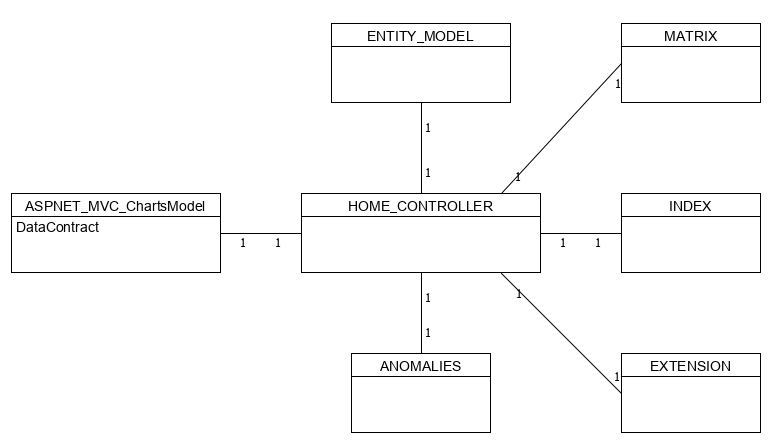 ENTITY_MODEL
MATRIX
1
1
1
1
ASPNET_MVC_ChartsModel
DataContract
HOME_CONTROLLER
INDEX
1
1
1
1
1
1
1
1
ANOMALIES
EXTENSION